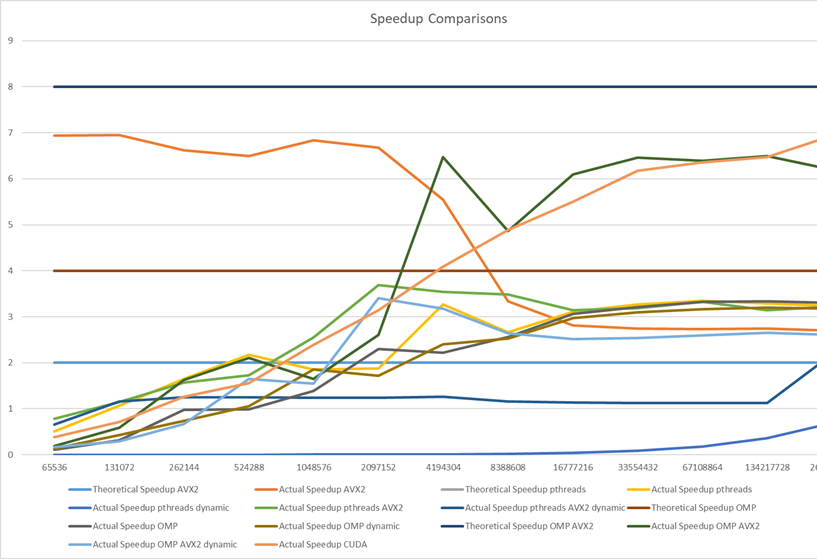 Speedup Comparisons
9
8
7
6
5
4
3
2
1
0
65536 131072 262144 524288 1048576 2097152 4194304 8388608 16777216 33554432 67108864 134217728
Theoretical Speedup AVX2 Actual Speedup AVX2 Theoretical Speedup pthreads Actual Speedup pthreads
Actual Speedup pthreads dynamic Actual Speedup pthreads AVX2 Actual Speedup pthreads AVX2 dynamic Theoretical Speedup OMP
Actual Speedup OMP Actual Speedup OMP dynamic Theoretical Speedup OMP AVX2 Actual Speedup OMP AVX2
Actual Speedup OMP AVX2 dynamic Actual Speedup CUDA